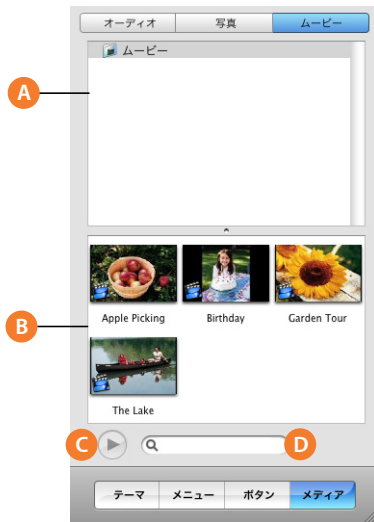 オーディオ 写真 ムービー
ムービー
A
Apple Picking Birthday Garden Tour
B
The Lake
C D
テーマ メニュー ボタン メディア